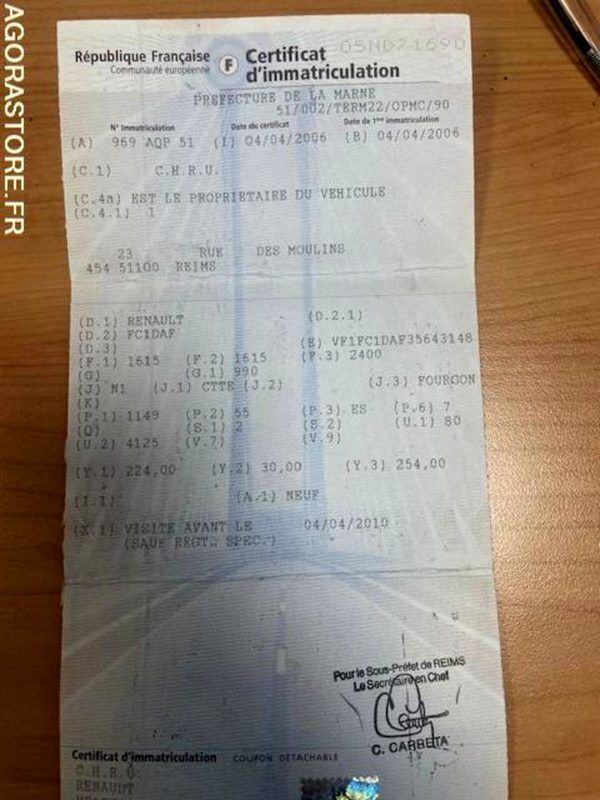 AGORASTORE.FR
05ND71690
République Française
Communauté européenne
F
Certificat
d'immatriculation
PREFECTURE DE LA MARNE
51/002/TERM22/OPMC/90
N° Immatriculation Date du certificat Date de 1ère immatriculation
(A) 969 AQP 51 (I) 04/04/2006 (B) 04/04/2006
(C.1) C.H.R.U.
(C.4a) EST LE PROPRIETAIRE DU VEHICULE
(C.4.1) 1
23 RUE DES MOULINS
454 51100 REIMS
(D.1) RENAULT (D.2.1)
(D.2) FC1DAF
(D.3) (E) VF1FC1DAF35643148
(F.1) 1615 (F.2) 1615 (F.3) 2400
(G) (G.1) 990
(J) N1 (J.1) CTTE (J.2) (J.3) FOURGON
(K)
(P.1) 1149 (P.2) 55 (P.3) ES (P.6) 7
(Q) (S.1) 2 (S.2) (U.1) 80
(U.2) 4125 (V.7) (V.9)
(Y.1) 224,00 (Y.2) 30,00 (Y.3) 254,00
(I.1) (A.1) NEUF
(X.1) VISITE AVANT LE 04/04/2010
(SAUF REGT. SPEC.)
Pour le Sous-Préfet de REIMS
Le Secrétaire en Chef
C. CARRETA
Certificat d'immatriculation COUPON DETACHABLE
C.H.R.U.
RENAULT